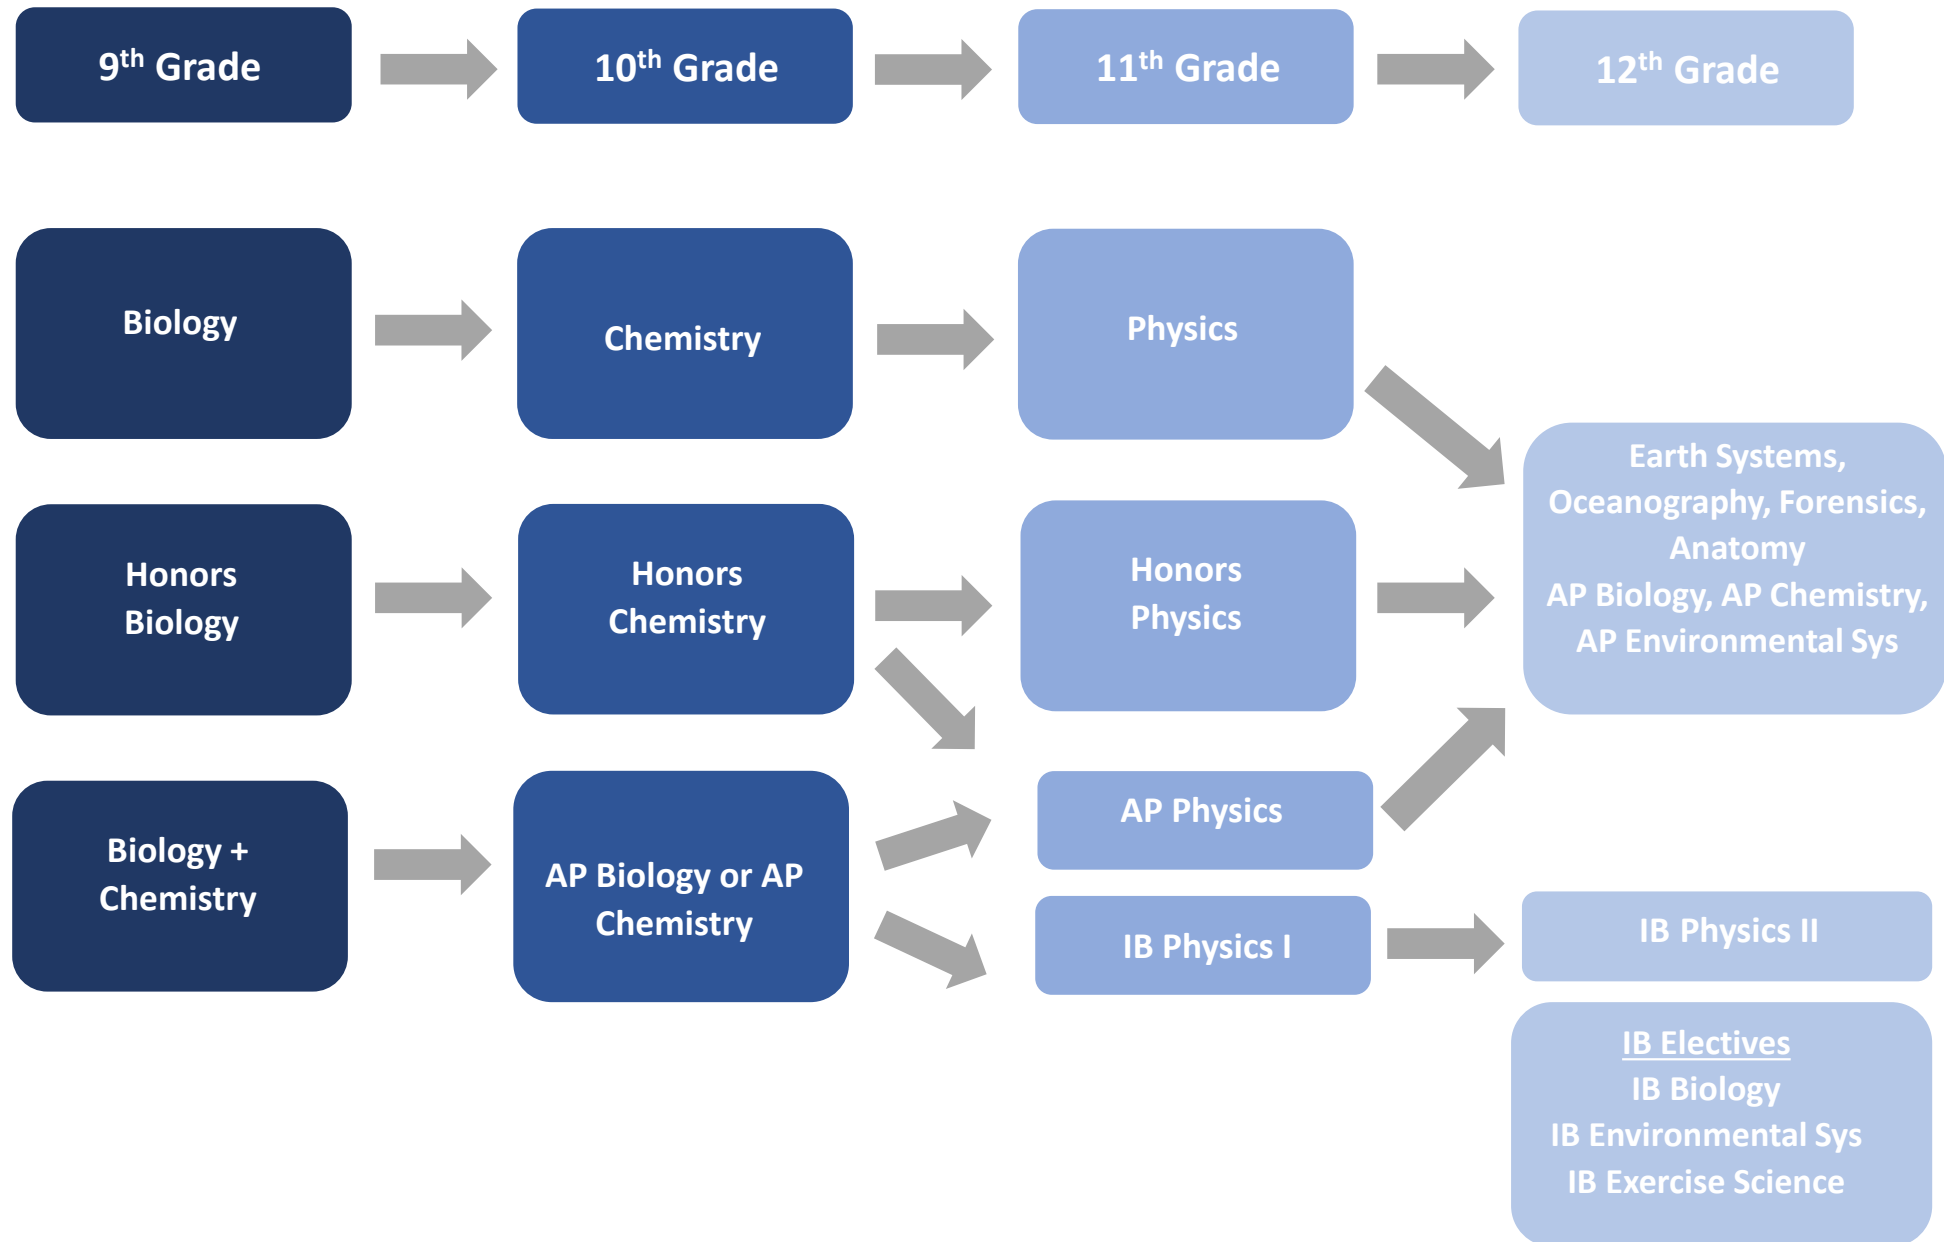 9th Grade
10th Grade
11th Grade
12th Grade
Biology
Chemistry
Physics
Earth Systems,
Oceanography, Forensics,
Anatomy
AP Biology, AP Chemistry,
AP Environmental Sys
Honors
Biology
Honors
Chemistry
Honors
Physics
Biology +
Chemistry
AP Biology or AP
Chemistry
AP Physics
IB Physics I
IB Physics II
IB Electives
IB Biology
IB Environmental Sys
IB Exercise Science